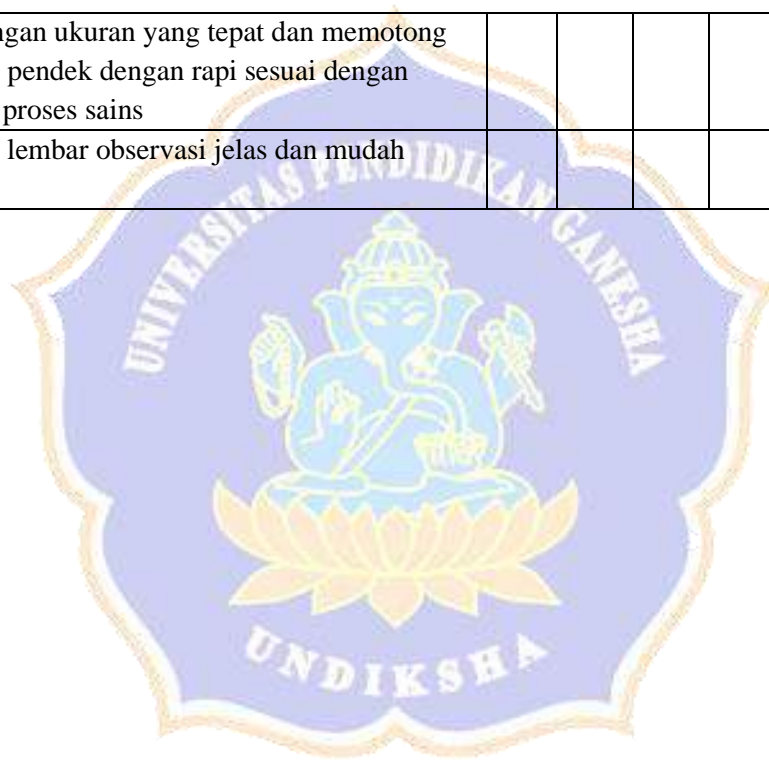 ngan ukuran yang tepat dan memotong
pendek dengan rapi sesuai dengan
proses sains
lembar observasi jelas dan mudah
UNIVERSITAS PENDIDIKAN GANESHA
UNDIKSHA